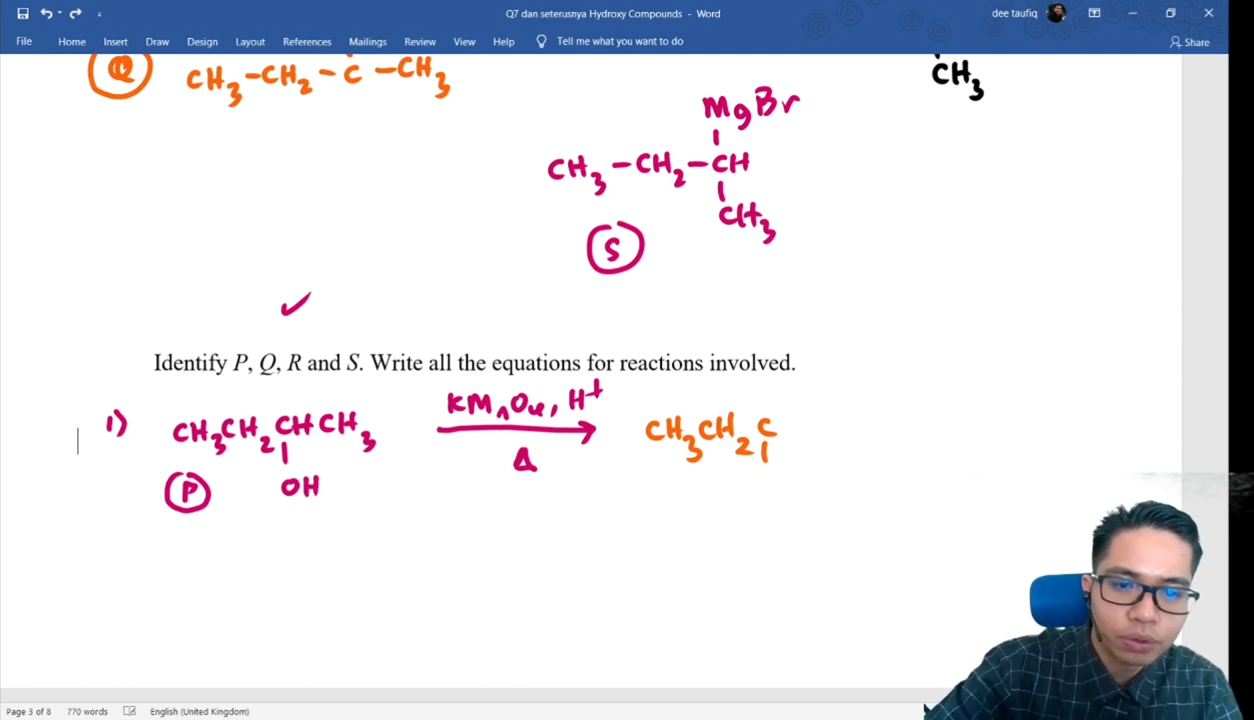 Q7 dan seterusnya Hydroxy Compounds - Word
dee taufiq
File Home Insert Draw Design Layout References Mailings Review View Help Tell me what you want to do
Share
Q CH3-CH2-C-CH3
CH3
MgBr
CH3-CH2-CH
CH3
S
Identify P, Q, R and S. Write all the equations for reactions involved.
1) CH3CH2CHCH3 KMnO4, H+ CH3CH2C
Δ
P OH
Page 3 of 8 770 words English (United Kingdom)